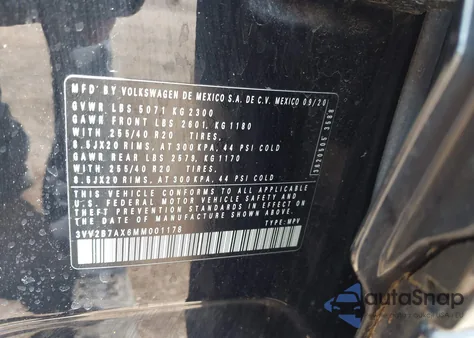 MFD BY VOLKSWAGEN DE MEXICO S.A. DE C.V. MEXICO 09/20
GVWR LBS 5071 KG 2300
GAWR FRONT LBS 2601, KG 1180
WITH 255/40 R20 TIRES.
8.5JX20 RIMS, AT 300 KPA, 44 PSI COLD
GAWR REAR LBS 2579, KG 1170
WITH 255/40 R20 TIRES.
8.5JX20 RIMS, AT 300 KPA, 44 PSI COLD
THIS VEHICLE CONFORMS TO ALL APPLICABLE
U.S. FEDERAL MOTOR VEHICLE SAFETY AND
THEFT PREVENTION STANDARDS IN EFFECT ON THE
DATE OF MANUFACTURE SHOWN ABOVE.
3VV2B7AX6MM001178 TYPE: MPV
autoSnap